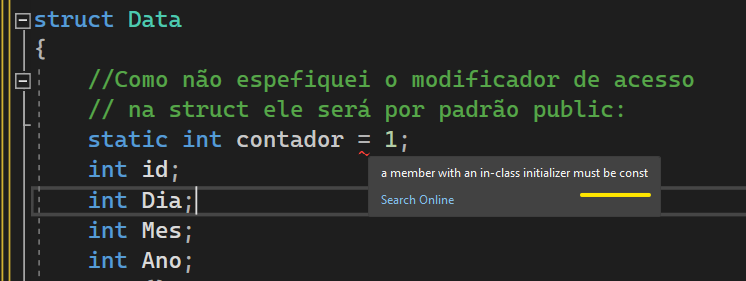 struct Data
{
//Como não espefiquei o modificador de acesso
// na struct ele será por padrão public:
static int contador = 1;
int id;
a member with an in-class initializer must be const
int Dia;
Search Online
int Mes;
int Ano;